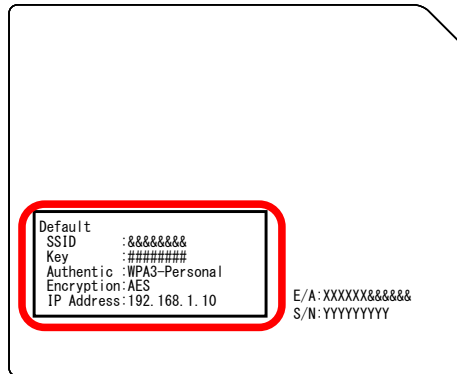 Default
SSID :&&&&&&&&
Key :########
Authentic :WPA3-Personal
Encryption:AES
IP Address:192.168.1.10
E/A:XXXXXX&&&&&&
S/N:YYYYYYYYY